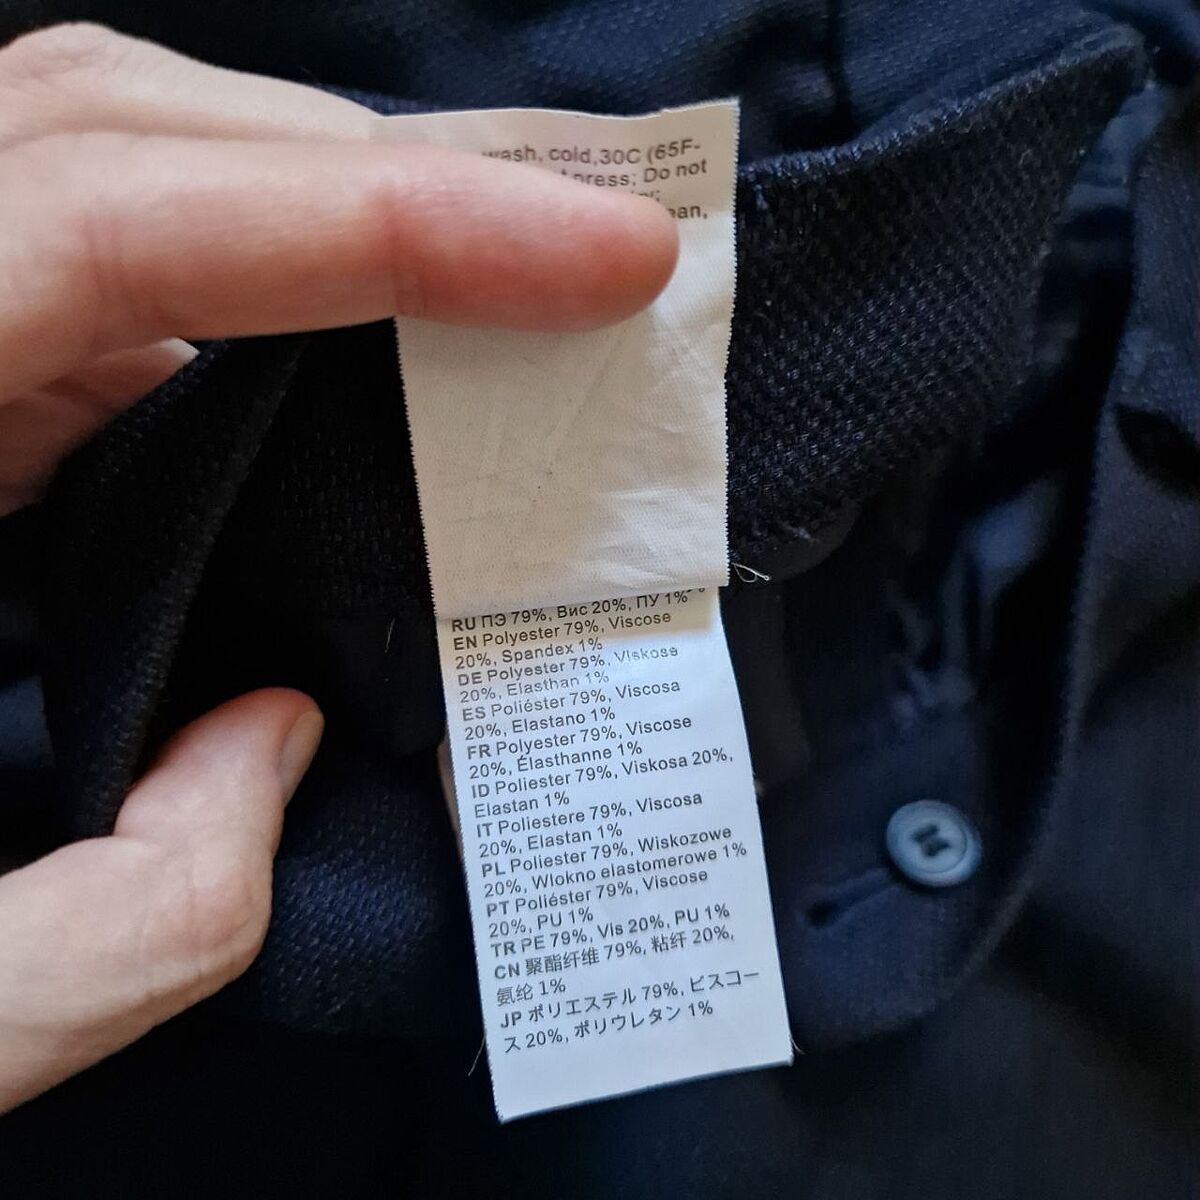 wash, cold,30C (65F-
press; Do not
RU ПЭ 79%, Вис 20%, ПУ 1%
EN Polyester 79%, Viscose
20%, Spandex 1%
DE Polyester 79%, Viskose
20%, Elasthan 1%
ES Poliéster 79%, Viscosa
20%, Elastano 1%
FR Polyester 79%, Viscose
20%, Élasthanne 1%
ID Poliester 79%, Viskosa 20%,
Elastan 1%
IT Poliestere 79%, Viscosa
20%, Elastan 1%
PL Poliester 79%, Wiskozowe
20%, Wlokno elastomerowe 1%
PT Poliéster 79%, Viscose
20%, PU 1%
TR PE 79%, Vis 20%, PU 1%
CN 聚酯纤维 79%, 粘纤 20%,
氨纶 1%
JP ポリエステル 79%, ビスコー
ス 20%, ポリウレタン 1%